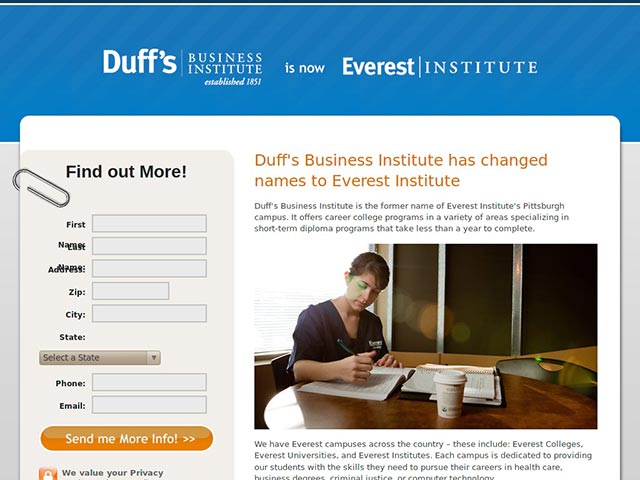 Duff's BUSINESS INSTITUTE established 1851 is now Everest INSTITUTE
Find out More!
First Name:
Last Name:
Address:
Zip:
City:
State:
Select a State
Phone:
Email:
Send me More Info! >>
We value your Privacy
Duff's Business Institute has changed
names to Everest Institute
Duff's Business Institute is the former name of Everest Institute's Pittsburgh
campus. It offers career college programs in a variety of areas specializing in
short-term diploma programs that take less than a year to complete.
We have Everest campuses across the country – these include: Everest Colleges,
Everest Universities, and Everest Institutes. Each campus is dedicated to providing
our students with the skills they need to pursue their careers in health care,
business degrees, criminal justice, or computer technology.